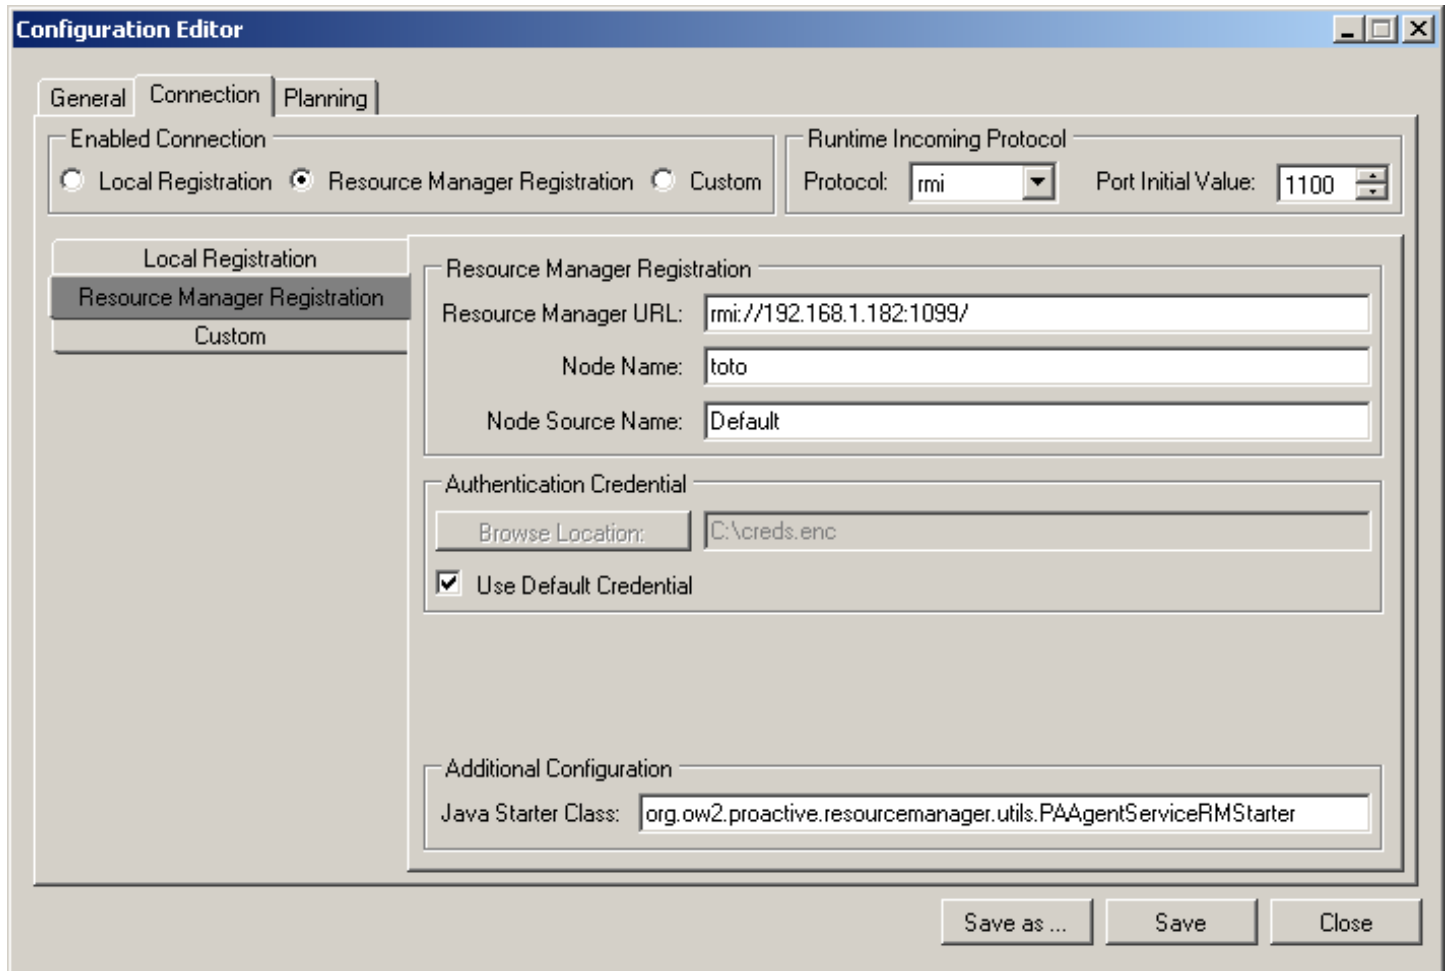 Configuration Editor
General Connection Planning
Enabled Connection
Local Registration Resource Manager Registration Custom
Runtime Incoming Protocol
Protocol: rmi Port Initial Value: 1100
Local Registration
Resource Manager Registration
Custom
Resource Manager Registration
Resource Manager URL: rmi://192.168.1.182:1099/
Node Name: toto
Node Source Name: Default
Authentication Credential
Browse Location: C:\creds.enc
Use Default Credential
Additional Configuration
Java Starter Class: org.ow2.proactive.resourcemanager.utils.PAAgentServiceRMStarter
Save as ... Save Close